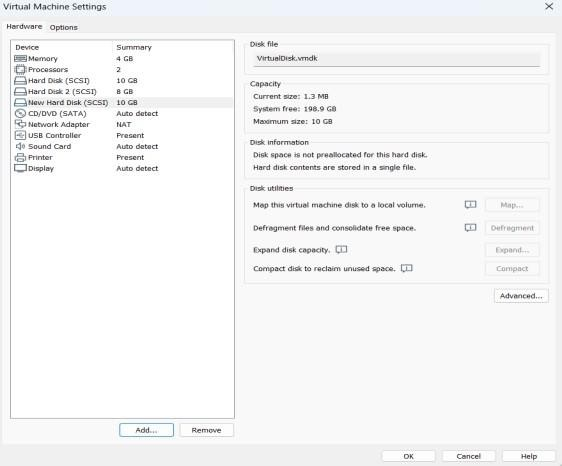 Virtual Machine Settings
Hardware Options
Device Summary
Memory 4 GB
Processors 2
Hard Disk (SCSI) 10 GB
Hard Disk 2 (SCSI) 8 GB
New Hard Disk (SCSI) 10 GB
CD/DVD (SATA) Auto detect
Network Adapter NAT
USB Controller Present
Sound Card Auto detect
Printer Present
Display Auto detect
Add... Remove
Disk file
VirtualDisk.vmdk
Capacity
Current size: 1.3 MB
System free: 198.9 GB
Maximum size: 10 GB
Disk information
Disk space is not preallocated for this hard disk.
Hard disk contents are stored in a single file.
Disk utilities
Map this virtual machine disk to a local volume. Map...
Defragment files and consolidate free space. Defragment
Expand disk capacity. Expand...
Compact disk to reclaim unused space. Compact
Advanced...
OK Cancel Help